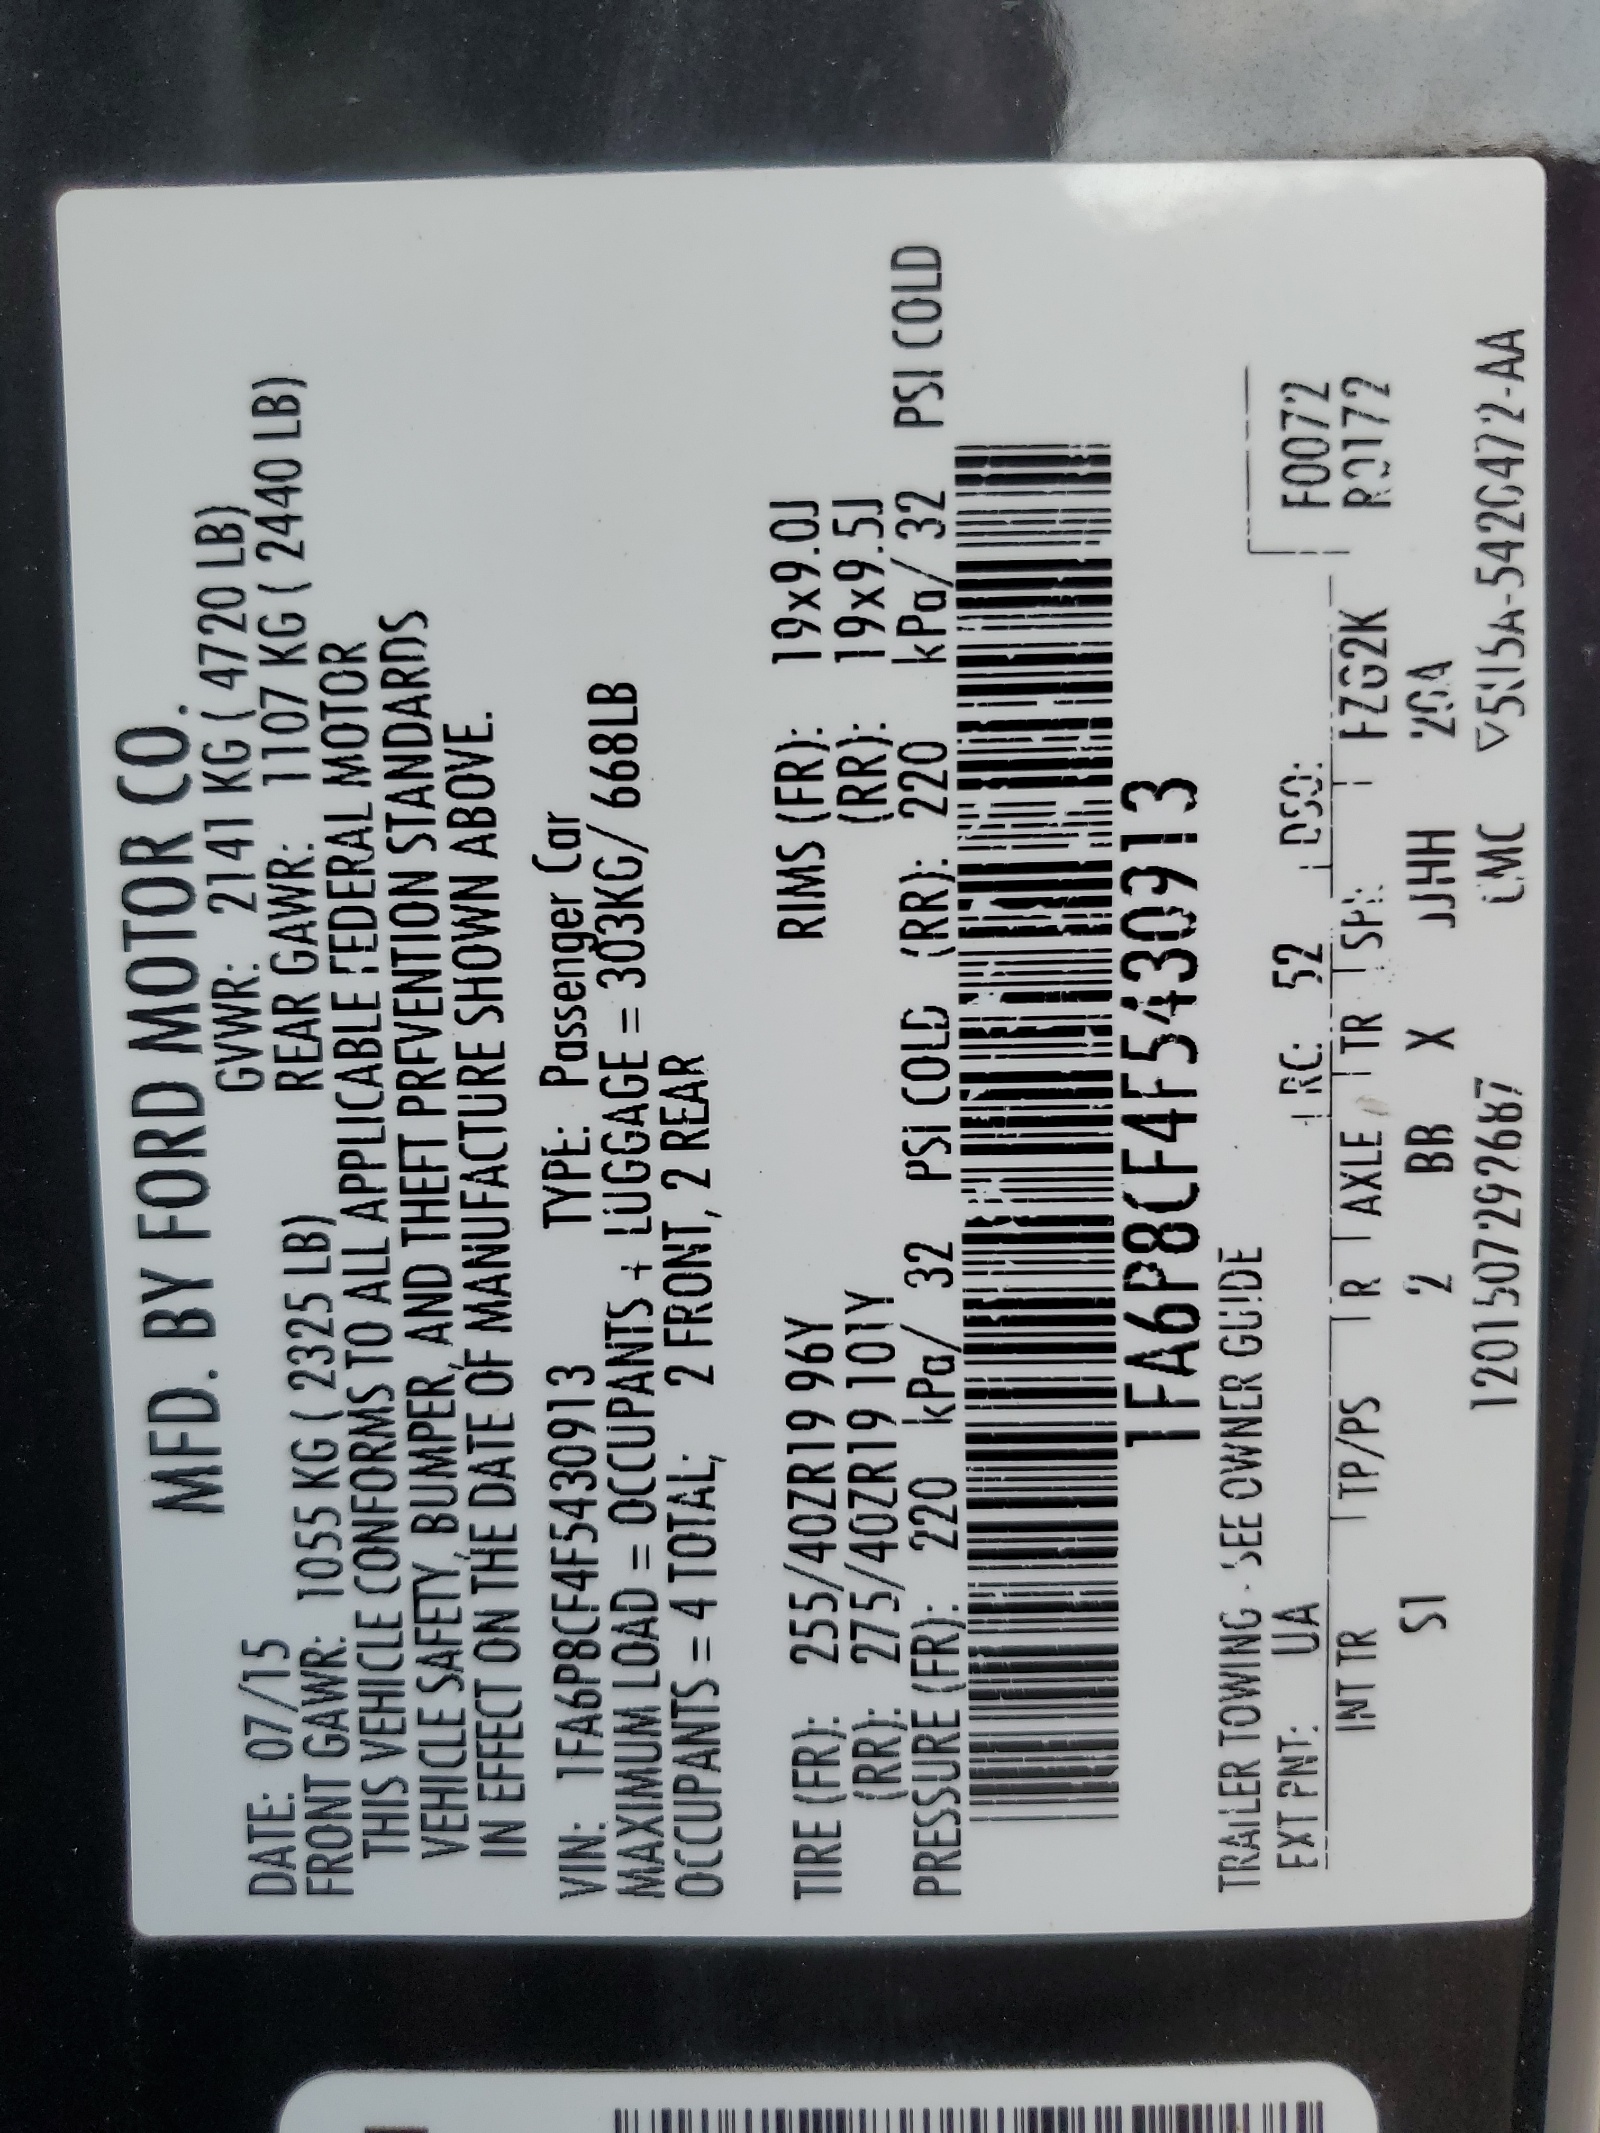 MFD. BY FORD MOTOR CO.
DATE: 07/15 GVWR: 2141 KG ( 4720 LB)
FRONT GAWR: 1055 KG ( 2325 LB) REAR GAWR: 1107 KG ( 2440 LB)
THIS VEHICLE CONFORMS TO ALL APPLICABLE FEDERAL MOTOR
VEHICLE SAFETY, BUMPER, AND THEFT PREVENTION STANDARDS
IN EFFECT ON THE DATE OF MANUFACTURE SHOWN ABOVE.
VIN: 1FA6P8CF4F5430913 TYPE: Passenger Car
MAXIMUM LOAD = OCCUPANTS + LUGGAGE = 303KG/ 668LB
OCCUPANTS = 4 TOTAL; 2 FRONT, 2 REAR
TIRE (FR): 255/40ZR19 96Y RIMS (FR): 19x9.0J
(RR): 275/40ZR19 101Y (RR): 19x9.5J
PRESSURE (FR): 220 kPa/ 32 PSI COLD (RR): 220 kPa/ 32 PSI COLD
1FA6P8CF4F5430913
TRAILER TOWING - SEE OWNER GUIDE
EXT PNT: UA RC: 52 DSO: F0072
INT TR TP/PS R AXLE TR SPR FZG2K R0172
S1 2 BB X JJHH
1201507292687